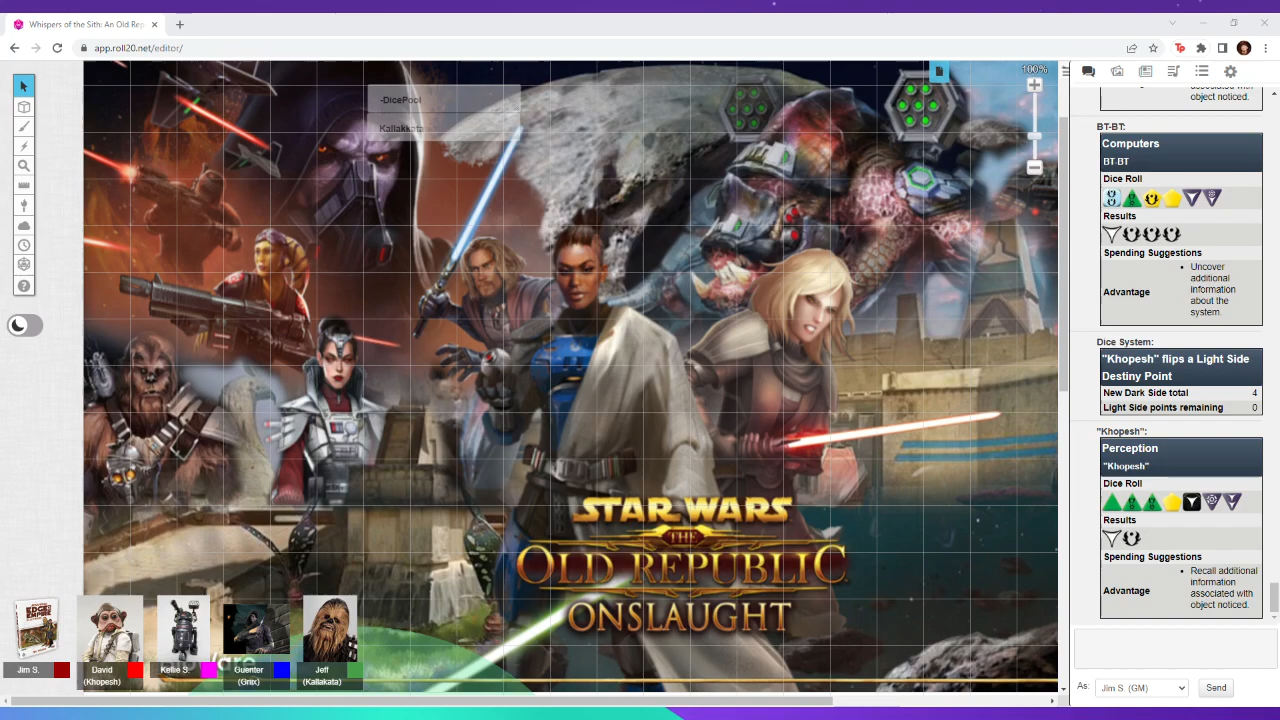 Whispers of the Sith: An Old Rep
app.roll20.net/editor/
-DicePool
Kallakkata
100%
STAR WARS
THE
OLD REPUBLIC
ONSLAUGHT
Jim S.
David
(Khopesh)
Kellie S.
Guenter
(Grix)
Jeff
(Kallakata)
object noticed.
BT-BT:
Computers
BT-BT
Dice Roll
Results
Spending Suggestions
Advantage
• Uncover
additional
information
about the
system.
Dice System:
"Khopesh" flips a Light Side
Destiny Point
New Dark Side total 4
Light Side points remaining 0
"Khopesh":
Perception
"Khopesh"
Dice Roll
Results
Spending Suggestions
Advantage
• Recall additional
information
associated with
object noticed.
As:
Jim S. (GM)
Send